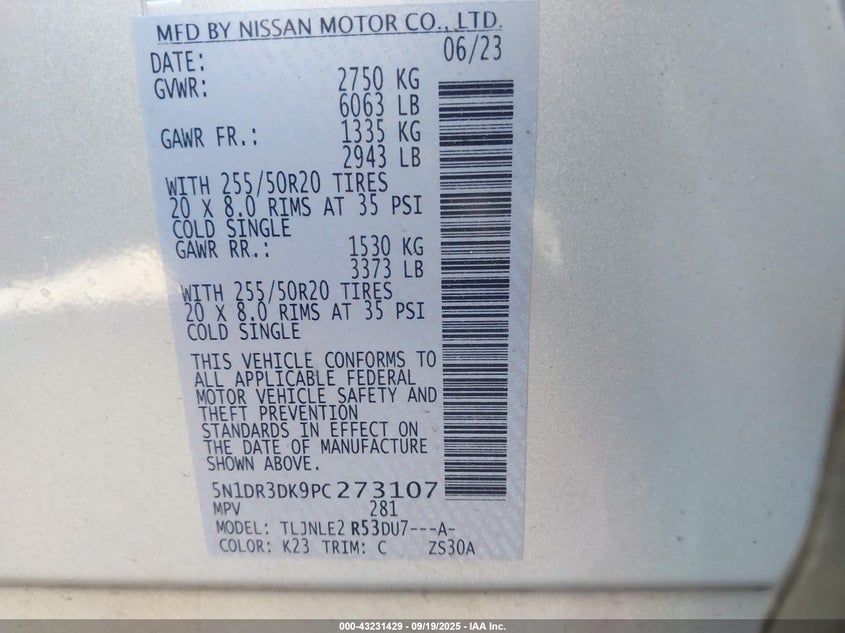 MFD BY NISSAN MOTOR CO., LTD.
DATE: 06/23
GVWR: 2750 KG
6063 LB
GAWR FR.: 1335 KG
2943 LB
WITH 255/50R20 TIRES
20 X 8.0 RIMS AT 35 PSI
COLD SINGLE
GAWR RR.: 1530 KG
3373 LB
WITH 255/50R20 TIRES
20 X 8.0 RIMS AT 35 PSI
COLD SINGLE
THIS VEHICLE CONFORMS TO
ALL APPLICABLE FEDERAL
MOTOR VEHICLE SAFETY AND
THEFT PREVENTION
STANDARDS IN EFFECT ON
THE DATE OF MANUFACTURE
SHOWN ABOVE.
5N1DR3DK9PC273107
MPV 281
MODEL: TLJNLE2 R53DU7---A-
COLOR: K23 TRIM: C ZS30A
000-43231429 - 09/19/2025 - IAA Inc.